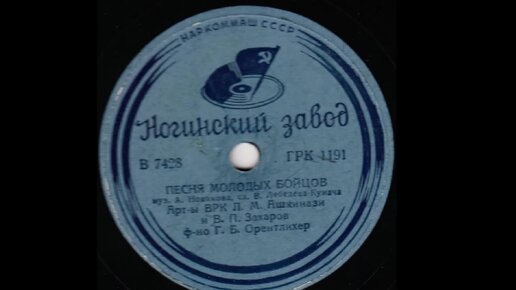 НАРКОММАШ СССР
Ногинский завод
В 7428 ГРК 1191
ПЕСНЯ МОЛОДЫХ БОЙЦОВ
муз. А. Новикова, сл. В. Лебедева-Кумача
Арт-ы ВРК Л. М. Ашкинази
и В. П. Захаров
ф-но Г. Б. Орентлихер